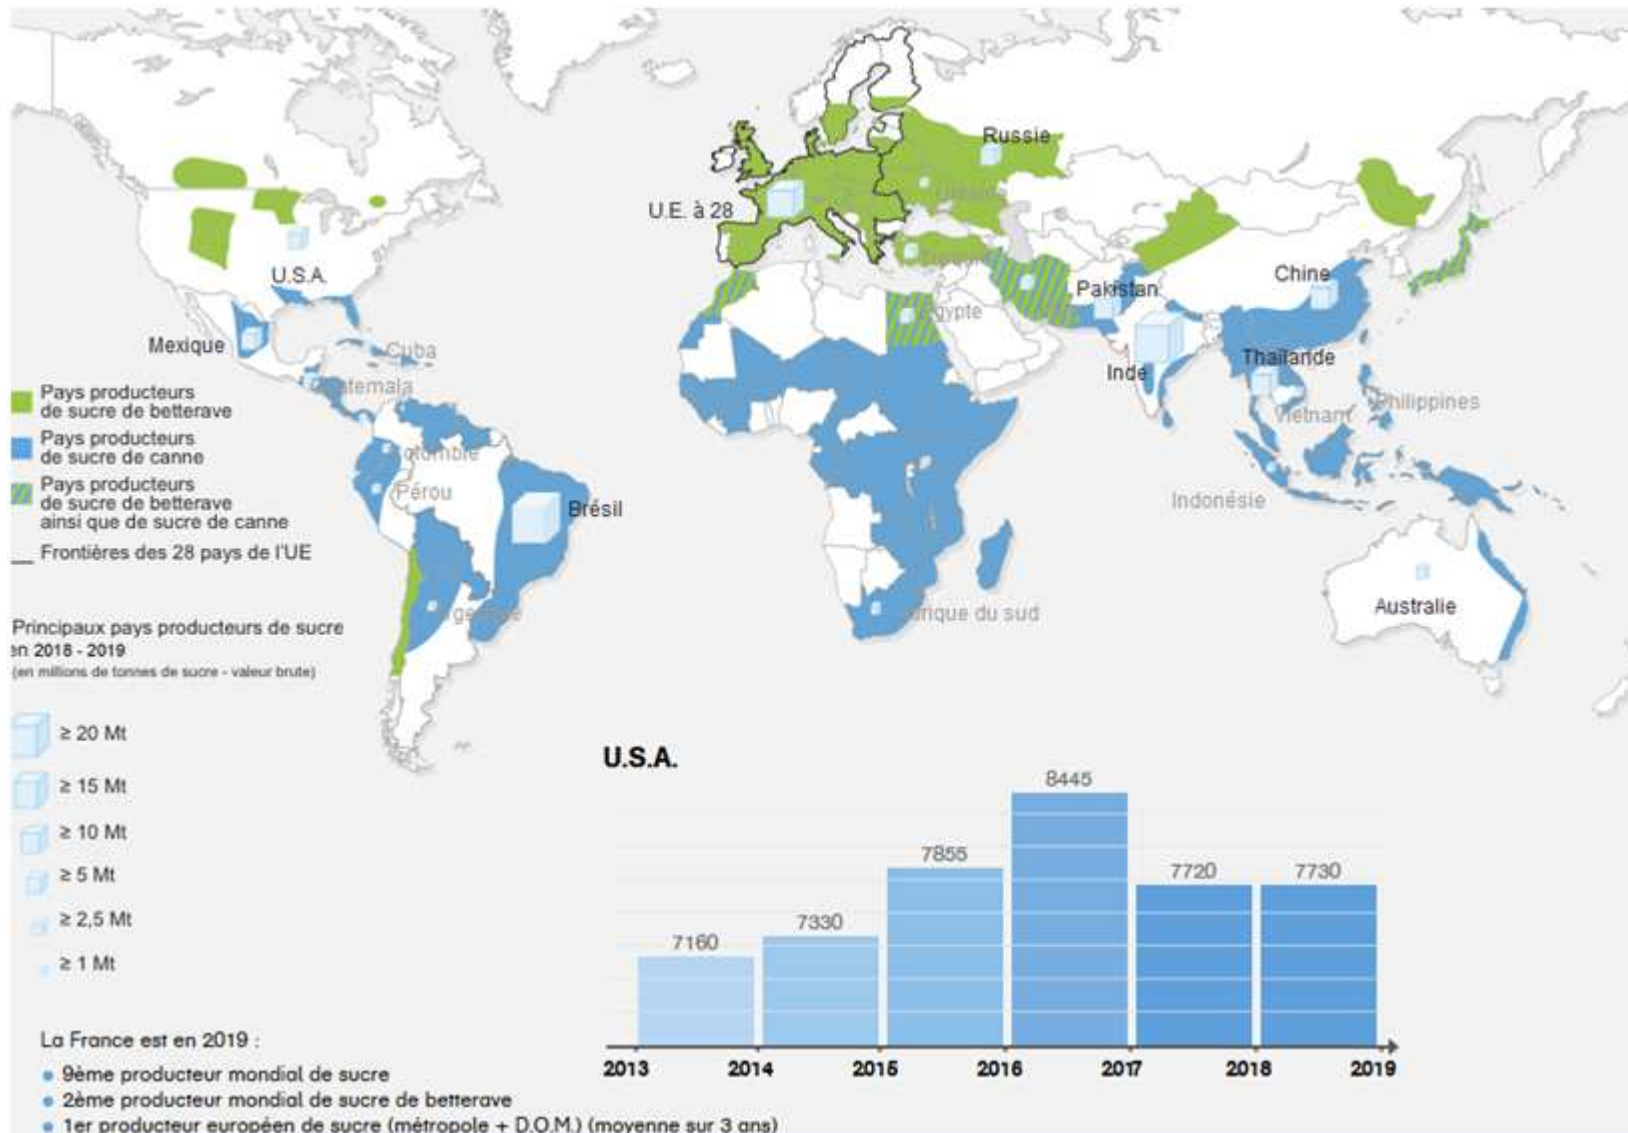 Russie
U.E. à 28
U.S.A.
Chine
Pakistan
Égypte
Mexique
Cuba
Thaïlande
Inde
Guatemala
Philippines
Vietnam
Colombie
Pérou
Indonésie
Brésil
Australie
Argentine
Afrique du sud
Pays producteurs
de sucre de betterave
Pays producteurs
de sucre de canne
Pays producteurs
de sucre de betterave
ainsi que de sucre de canne
Frontières des 28 pays de l'UE
Principaux pays producteurs de sucre
en 2018 - 2019
(en millions de tonnes de sucre - valeur brute)
≥ 20 Mt
≥ 15 Mt
≥ 10 Mt
≥ 5 Mt
≥ 2,5 Mt
≥ 1 Mt
U.S.A.
8445
7855
7720
7730
7330
7160
2013
2014
2015
2016
2017
2018
2019
La France est en 2019 :
• 9ème producteur mondial de sucre
• 2ème producteur mondial de sucre de betterave
• 1er producteur européen de sucre (métropole + D.O.M.) (moyenne sur 3 ans)